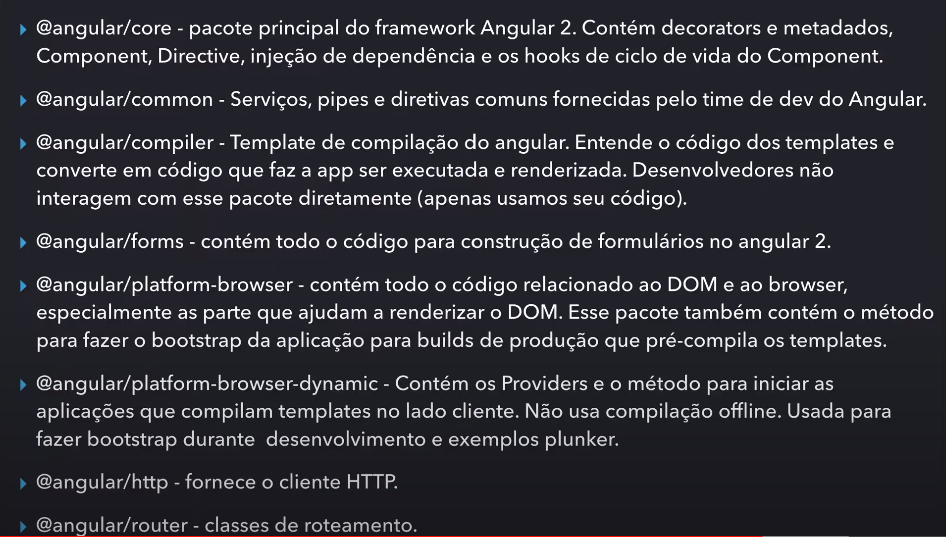 @angular/core - pacote principal do framework Angular 2. Contém decorators e metadados,
Component, Directive, injeção de dependência e os hooks de ciclo de vida do Component.
@angular/common - Serviços, pipes e diretivas comuns fornecidas pelo time de dev do Angular.
@angular/compiler - Template de compilação do angular. Entende o código dos templates e
converte em código que faz a app ser executada e renderizada. Desenvolvedores não
interagem com esse pacote diretamente (apenas usamos seu código).
@angular/forms - contém todo o código para construção de formulários no angular 2.
@angular/platform-browser - contém todo o código relacionado ao DOM e ao browser,
especialmente as parte que ajudam a renderizar o DOM. Esse pacote também contém o método
para fazer o bootstrap da aplicação para builds de produção que pré-compila os templates.
@angular/platform-browser-dynamic - Contém os Providers e o método para iniciar as
aplicações que compilam templates no lado cliente. Não usa compilação offline. Usada para
fazer bootstrap durante  desenvolvimento e exemplos plunker.
@angular/http - fornece o cliente HTTP.
@angular/router - classes de roteamento.